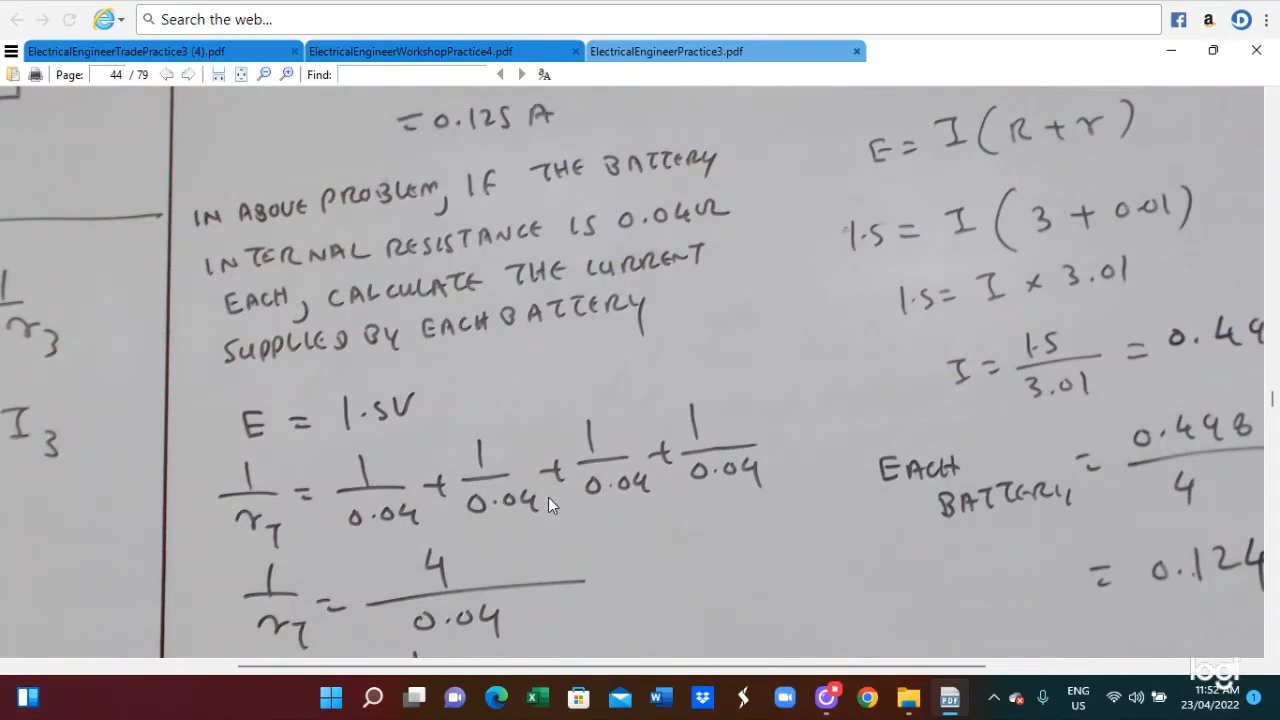 Search the web...
ElectricalEngineerTradePractice3 (4).pdf
ElectricalEngineerWorkshopPractice4.pdf
ElectricalEngineerPractice3.pdf
Page: 44 / 79
Find:
= 0.125 A
IN ABOVE PROBLEM, IF THE BATTERY
INTERNAL RESISTANCE IS 0.04Ω
EACH, CALCULATE THE CURRENT
SUPPLIED BY EACH BATTERY
E = 1.5V
1/rT = 1/0.04 + 1/0.04 + 1/0.04 + 1/0.04
1/rT = 4/0.04
1/r3
I3
E = I(R + r)
1.5 = I(3 + 0.01)
1.5 = I × 3.01
I = 1.5/3.01 = 0.49
EACH BATTERY = 0.498/4
= 0.124
ENG
US
11:52 AM
23/04/2022
logi